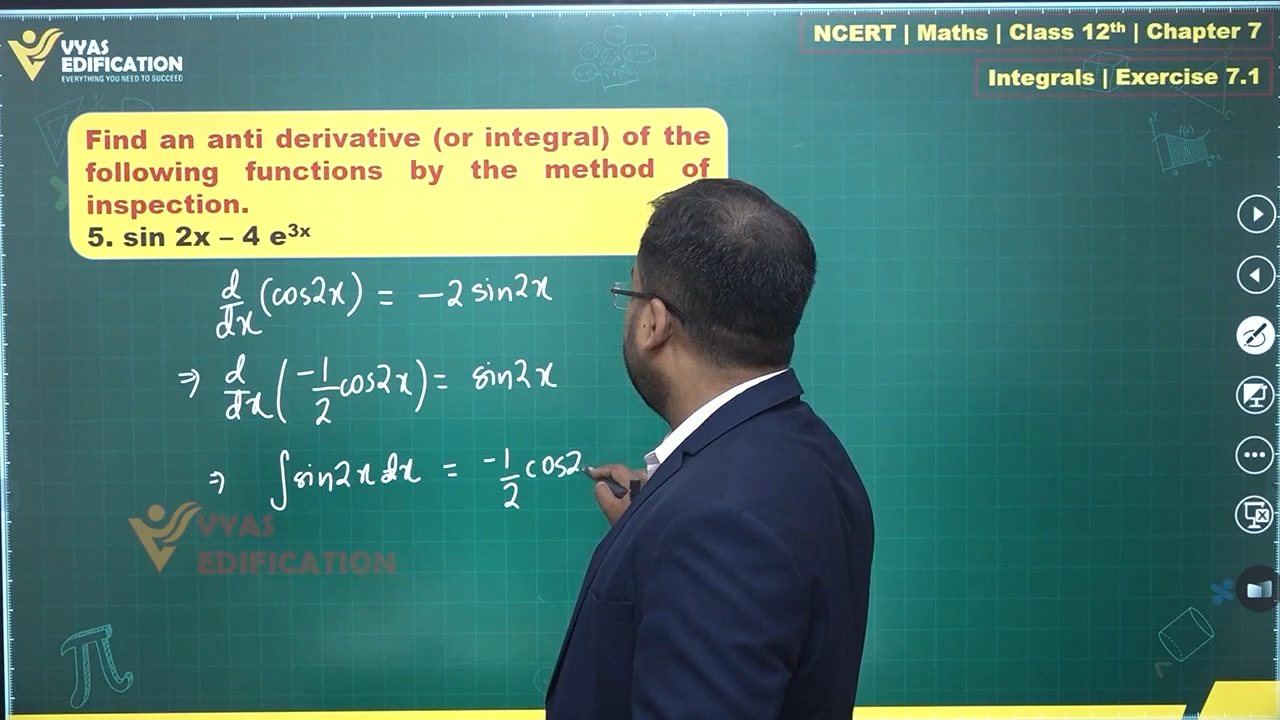 VYAS
EDIFICATION
EVERYTHING YOU NEED TO SUCCEED
NCERT | Maths | Class 12th | Chapter 7
Integrals | Exercise 7.1
Find an anti derivative (or integral) of the
following functions by the method of
inspection.
5. sin 2x – 4 e³ˣ
d/dx (cos2x) = -2 sin2x
⇒ d/dx (-1/2 cos2x) = sin2x
⇒ ∫sin2x dx = -1/2 cos2
VYAS
EDIFICATION